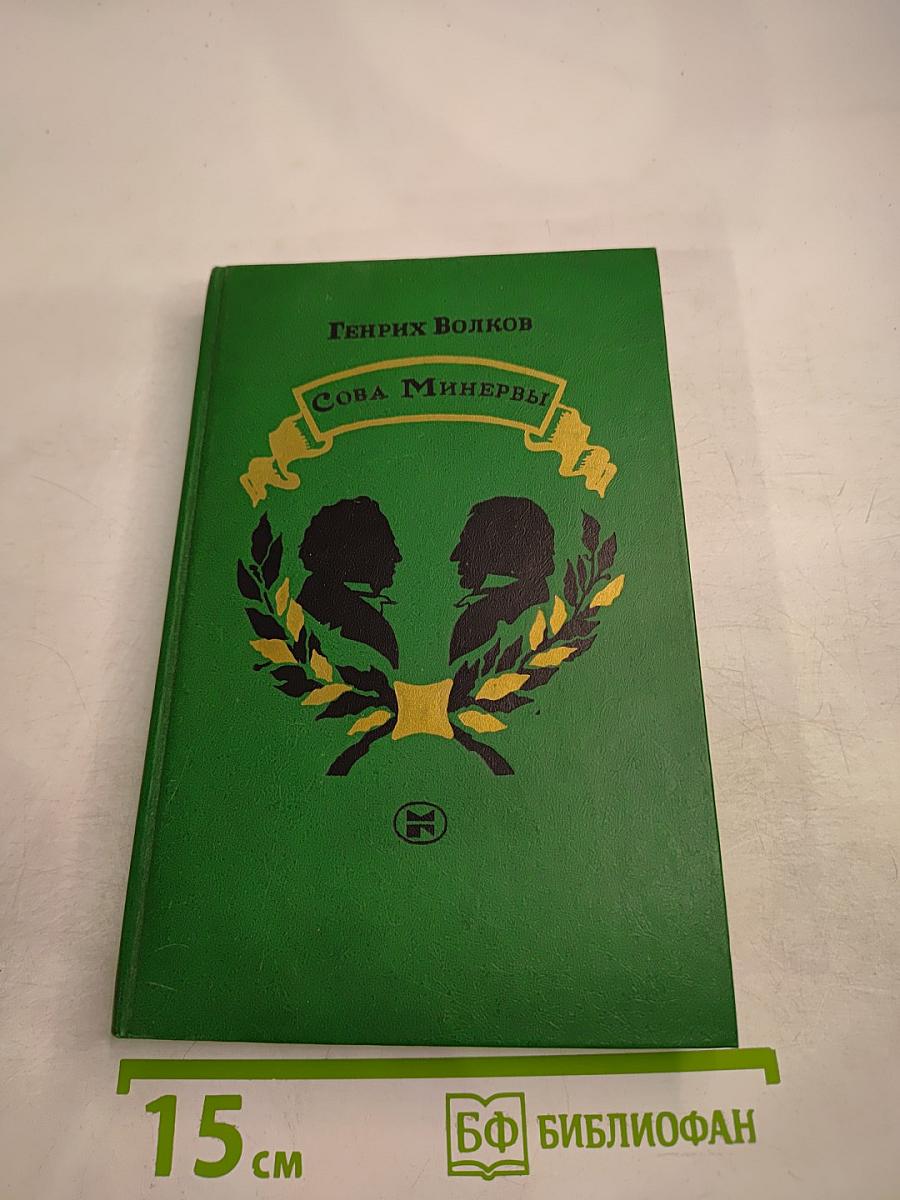 Генрих Волков
Сова Минервы
15 см
БФ БИБЛИОФАН